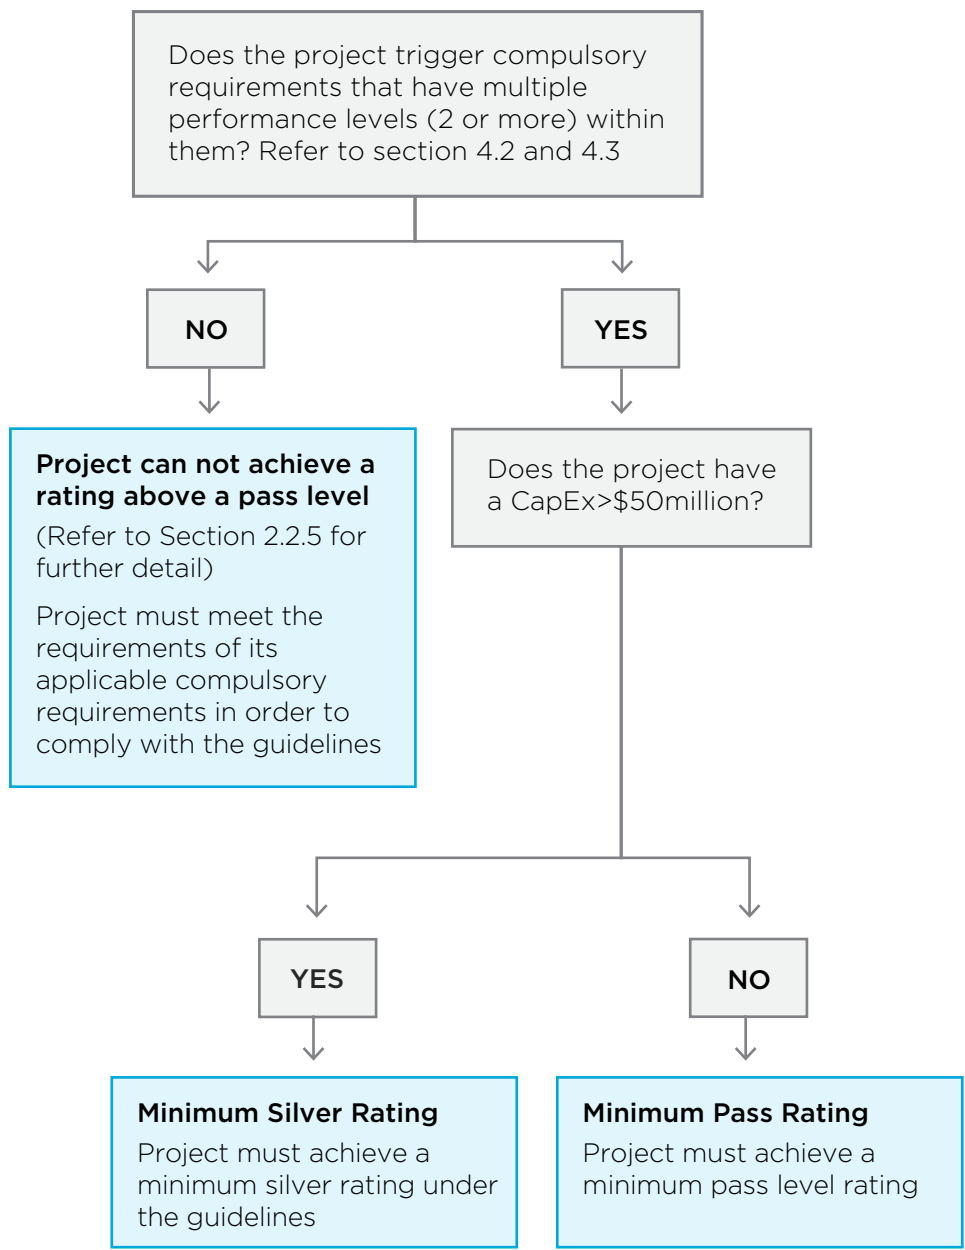 Does the project trigger compulsory
requirements that have multiple
performance levels (2 or more) within
them? Refer to section 4.2 and 4.3
NO
YES
Project can not achieve a
rating above a pass level
(Refer to Section 2.2.5 for
further detail)
Project must meet the
requirements of its
applicable compulsory
requirements in order to
comply with the guidelines
Does the project have
a CapEx>$50million?
YES
NO
Minimum Silver Rating
Project must achieve a
minimum silver rating under
the guidelines
Minimum Pass Rating
Project must achieve a
minimum pass level rating